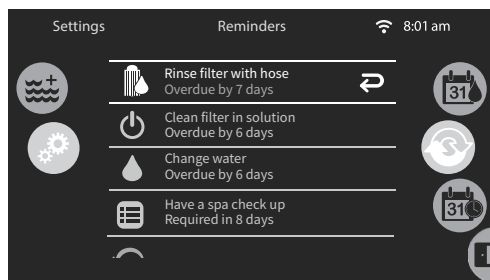 Settings
Reminders
8:01 am
Rinse filter with hose
Overdue by 7 days
Clean filter in solution
Overdue by 6 days
Change water
Overdue by 6 days
Have a spa check up
Required in 8 days
31
31